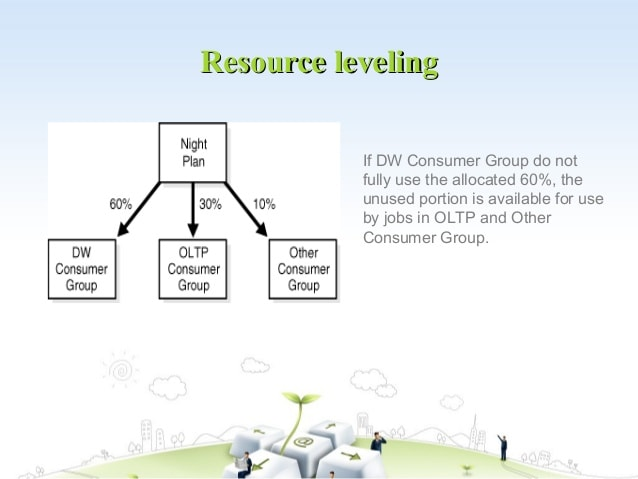 Resource leveling
Night
Plan
60%
30%
10%
DW
Consumer
Group
OLTP
Consumer
Group
Other
Consumer
Group
If DW Consumer Group do not
fully use the allocated 60%, the
unused portion is available for use
by jobs in OLTP and Other
Consumer Group.
@